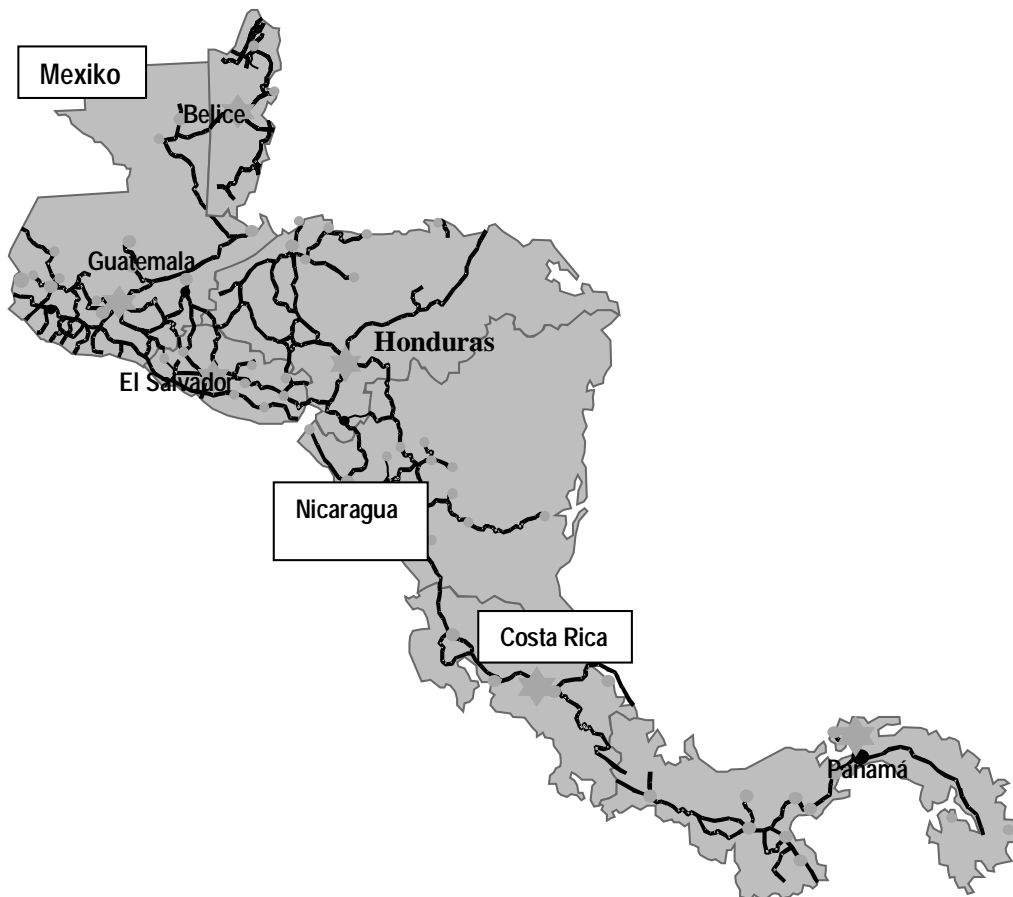 Mexiko
Belice
Guatemala
Honduras
El Salvador
Nicaragua
Costa Rica
Panamá